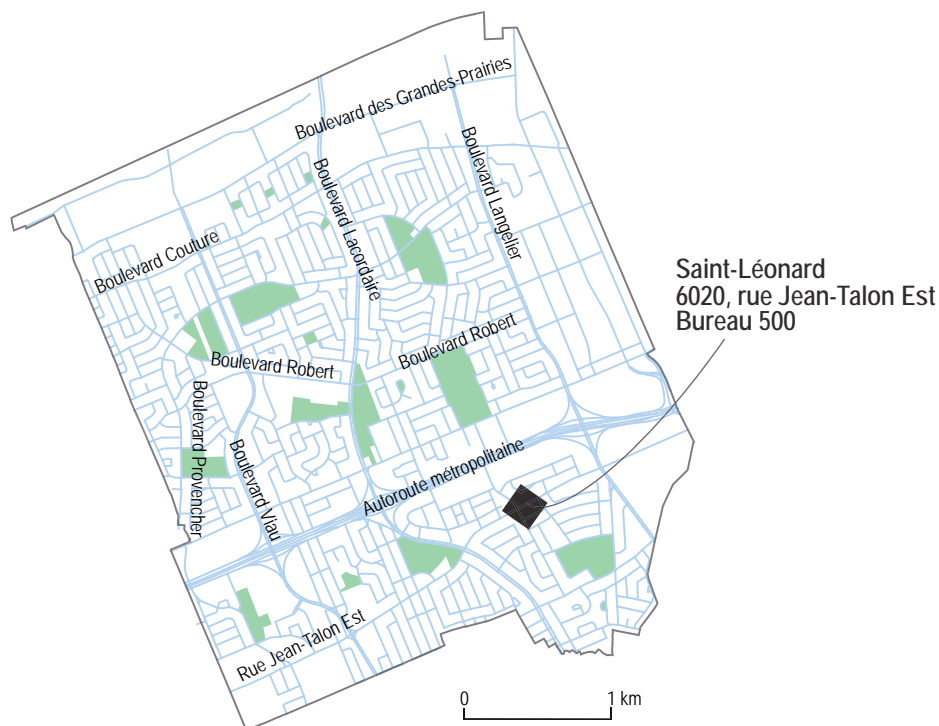 Boulevard des Grandes-Prairies
Boulevard Lacordaire
Boulevard Langelier
Boulevard Couture
Saint-Léonard
6020, rue Jean-Talon Est
Bureau 500
Boulevard Robert
Boulevard Robert
Boulevard Provencher
Boulevard Viau
Autoroute métropolitaine
Rue Jean-Talon Est
0 1 km